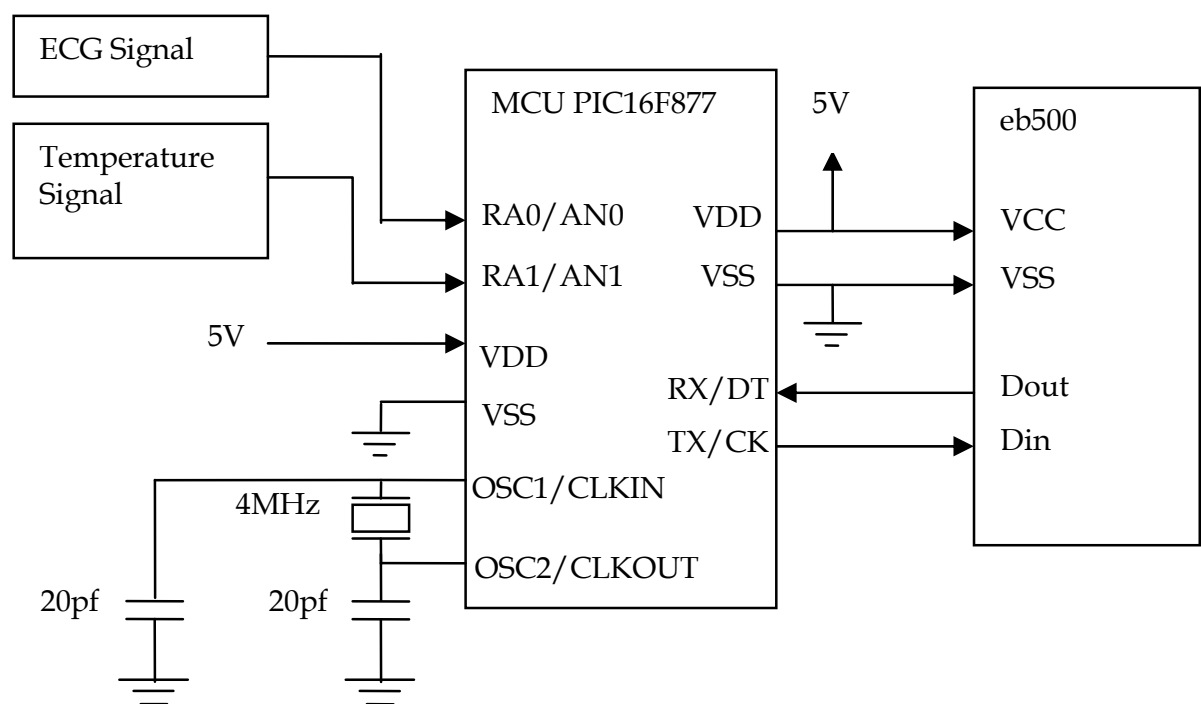 ECG Signal
Temperature
Signal
MCU PIC16F877
RA0/AN0
RA1/AN1
5V
VDD
VSS
OSC1/CLKIN
4MHz
OSC2/CLKOUT
20pf
20pf
VDD
VSS
RX/DT
TX/CK
5V
eb500
VCC
VSS
Dout
Din